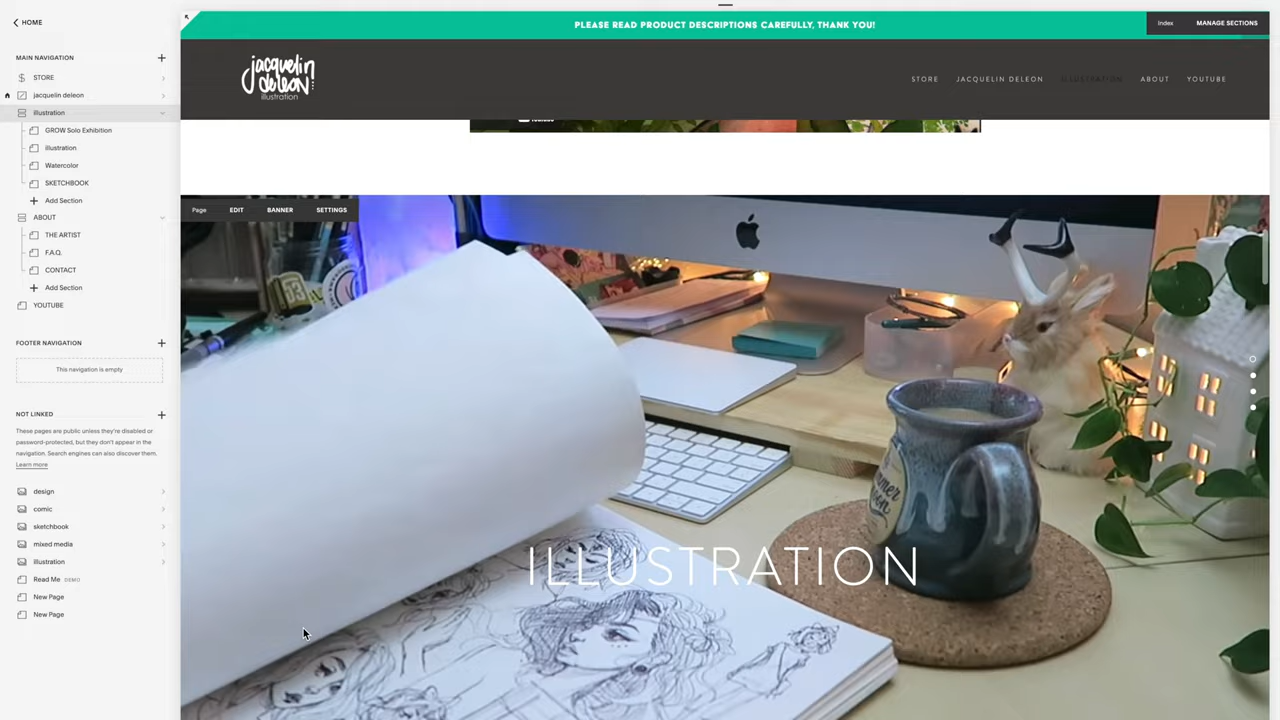 HOME
MAIN NAVIGATION
STORE
jacquelin deleon
illustration
GROW Solo Exhibition
illustration
Watercolor
SKETCHBOOK
Add Section
ABOUT
THE ARTIST
F.A.Q.
CONTACT
Add Section
YOUTUBE
FOOTER NAVIGATION
This navigation is empty
NOT LINKED
These pages are public unless they're disabled or
password-protected, but they don't appear in the
navigation. Search engines can also discover them.
Learn more
design
comic
sketchbook
mixed media
illustration
Read Me DEMO
New Page
New Page
PLEASE READ PRODUCT DESCRIPTIONS CAREFULLY, THANK YOU!
Index MANAGE SECTIONS
jacquelin
deleon
illustration
STORE JACQUELIN DELEON ILLUSTRATION ABOUT YOUTUBE
Page EDIT BANNER SETTINGS
13
ILLUSTRATION